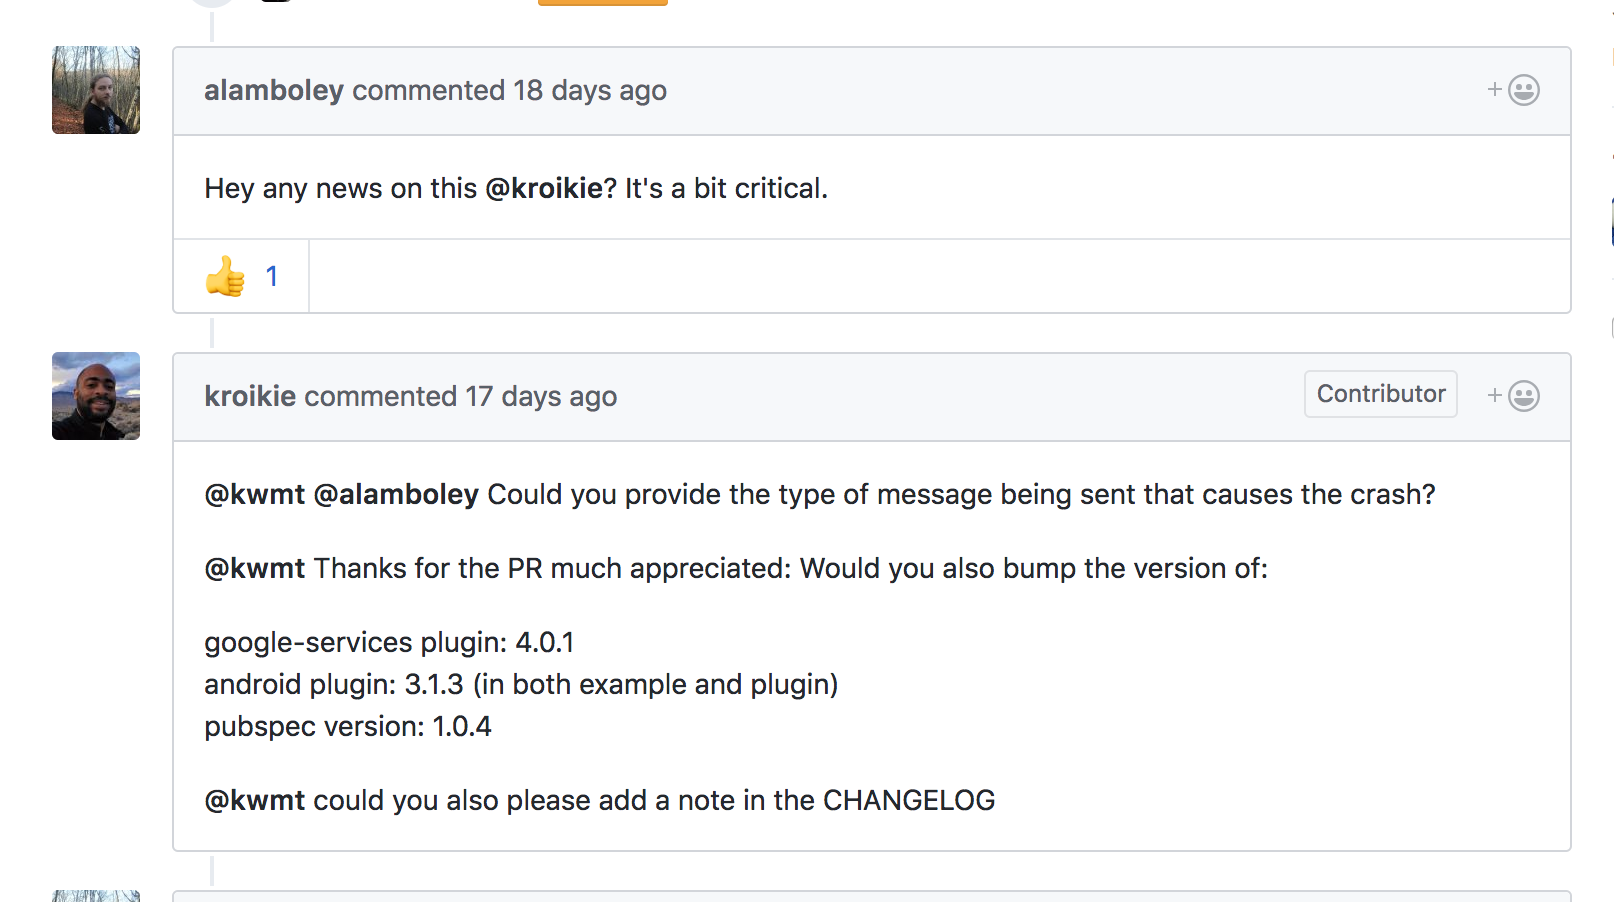 alamboley commented 18 days ago
Hey any news on this @kroikie? It's a bit critical.
1
kroikie commented 17 days ago
Contributor
@kwmt @alamboley Could you provide the type of message being sent that causes the crash?
@kwmt Thanks for the PR much appreciated: Would you also bump the version of:
google-services plugin: 4.0.1
android plugin: 3.1.3 (in both example and plugin)
pubspec version: 1.0.4
@kwmt could you also please add a note in the CHANGELOG